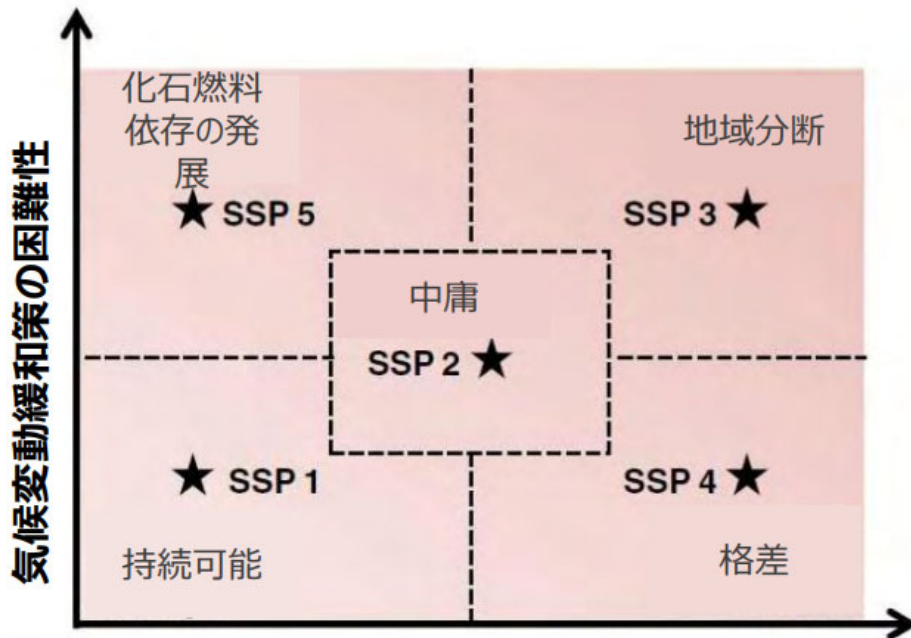 気候変動緩和策の困難性
化石燃料
依存の発
展
SSP 5
地域分断
SSP 3
中庸
SSP 2
SSP 1
持続可能
SSP 4
格差